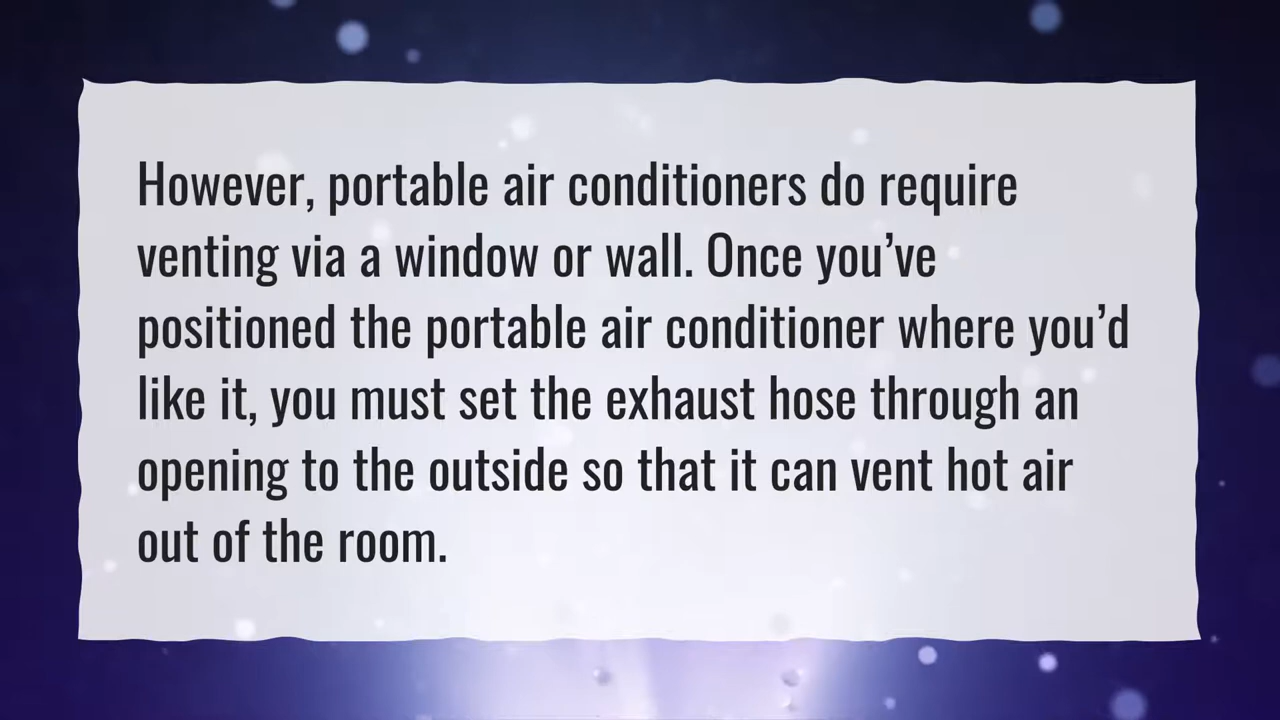 However, portable air conditioners do require
venting via a window or wall. Once you’ve
positioned the portable air conditioner where you’d
like it, you must set the exhaust hose through an
opening to the outside so that it can vent hot air
out of the room.